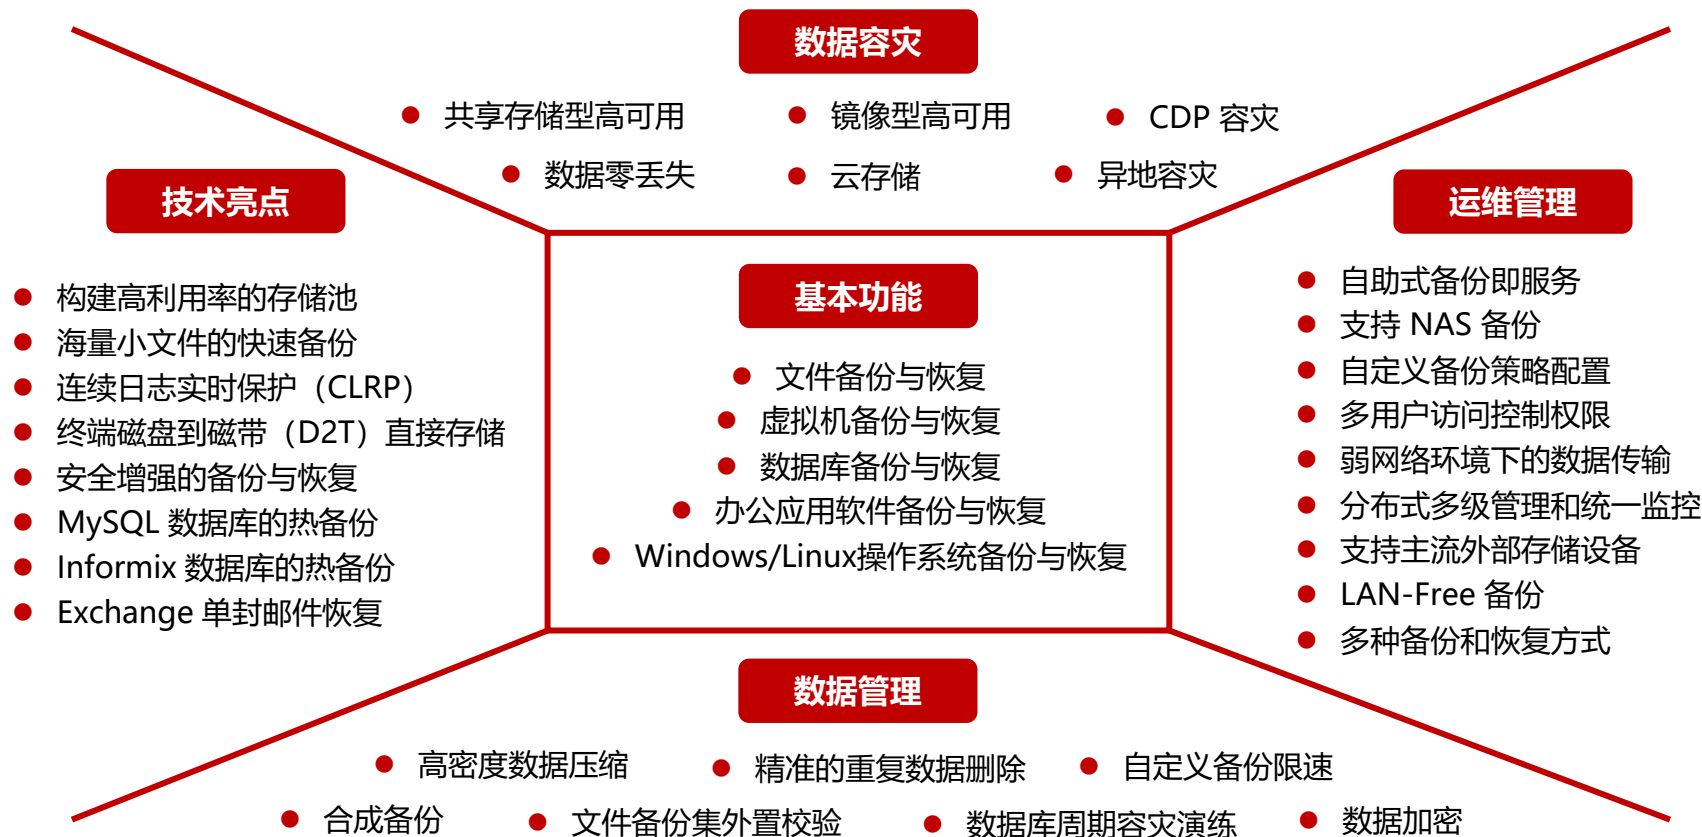 数据容灾
共享存储型高可用
镜像型高可用
CDP 容灾
数据零丢失
云存储
异地容灾
技术亮点
构建高利用率的存储池
海量小文件的快速备份
连续日志实时保护（CLRP）
终端磁盘到磁带（D2T）直接存储
安全增强的备份与恢复
MySQL 数据库的热备份
Informix 数据库的热备份
Exchange 单封邮件恢复
基本功能
文件备份与恢复
虚拟机备份与恢复
数据库备份与恢复
办公应用软件备份与恢复
Windows/Linux操作系统备份与恢复
运维管理
自助式备份即服务
支持 NAS 备份
自定义备份策略配置
多用户访问控制权限
弱网络环境下的数据传输
分布式多级管理和统一监控
支持主流外部存储设备
LAN-Free 备份
多种备份和恢复方式
数据管理
高密度数据压缩
精准的重复数据删除
自定义备份限速
合成备份
文件备份集外置校验
数据库周期容灾演练
数据加密